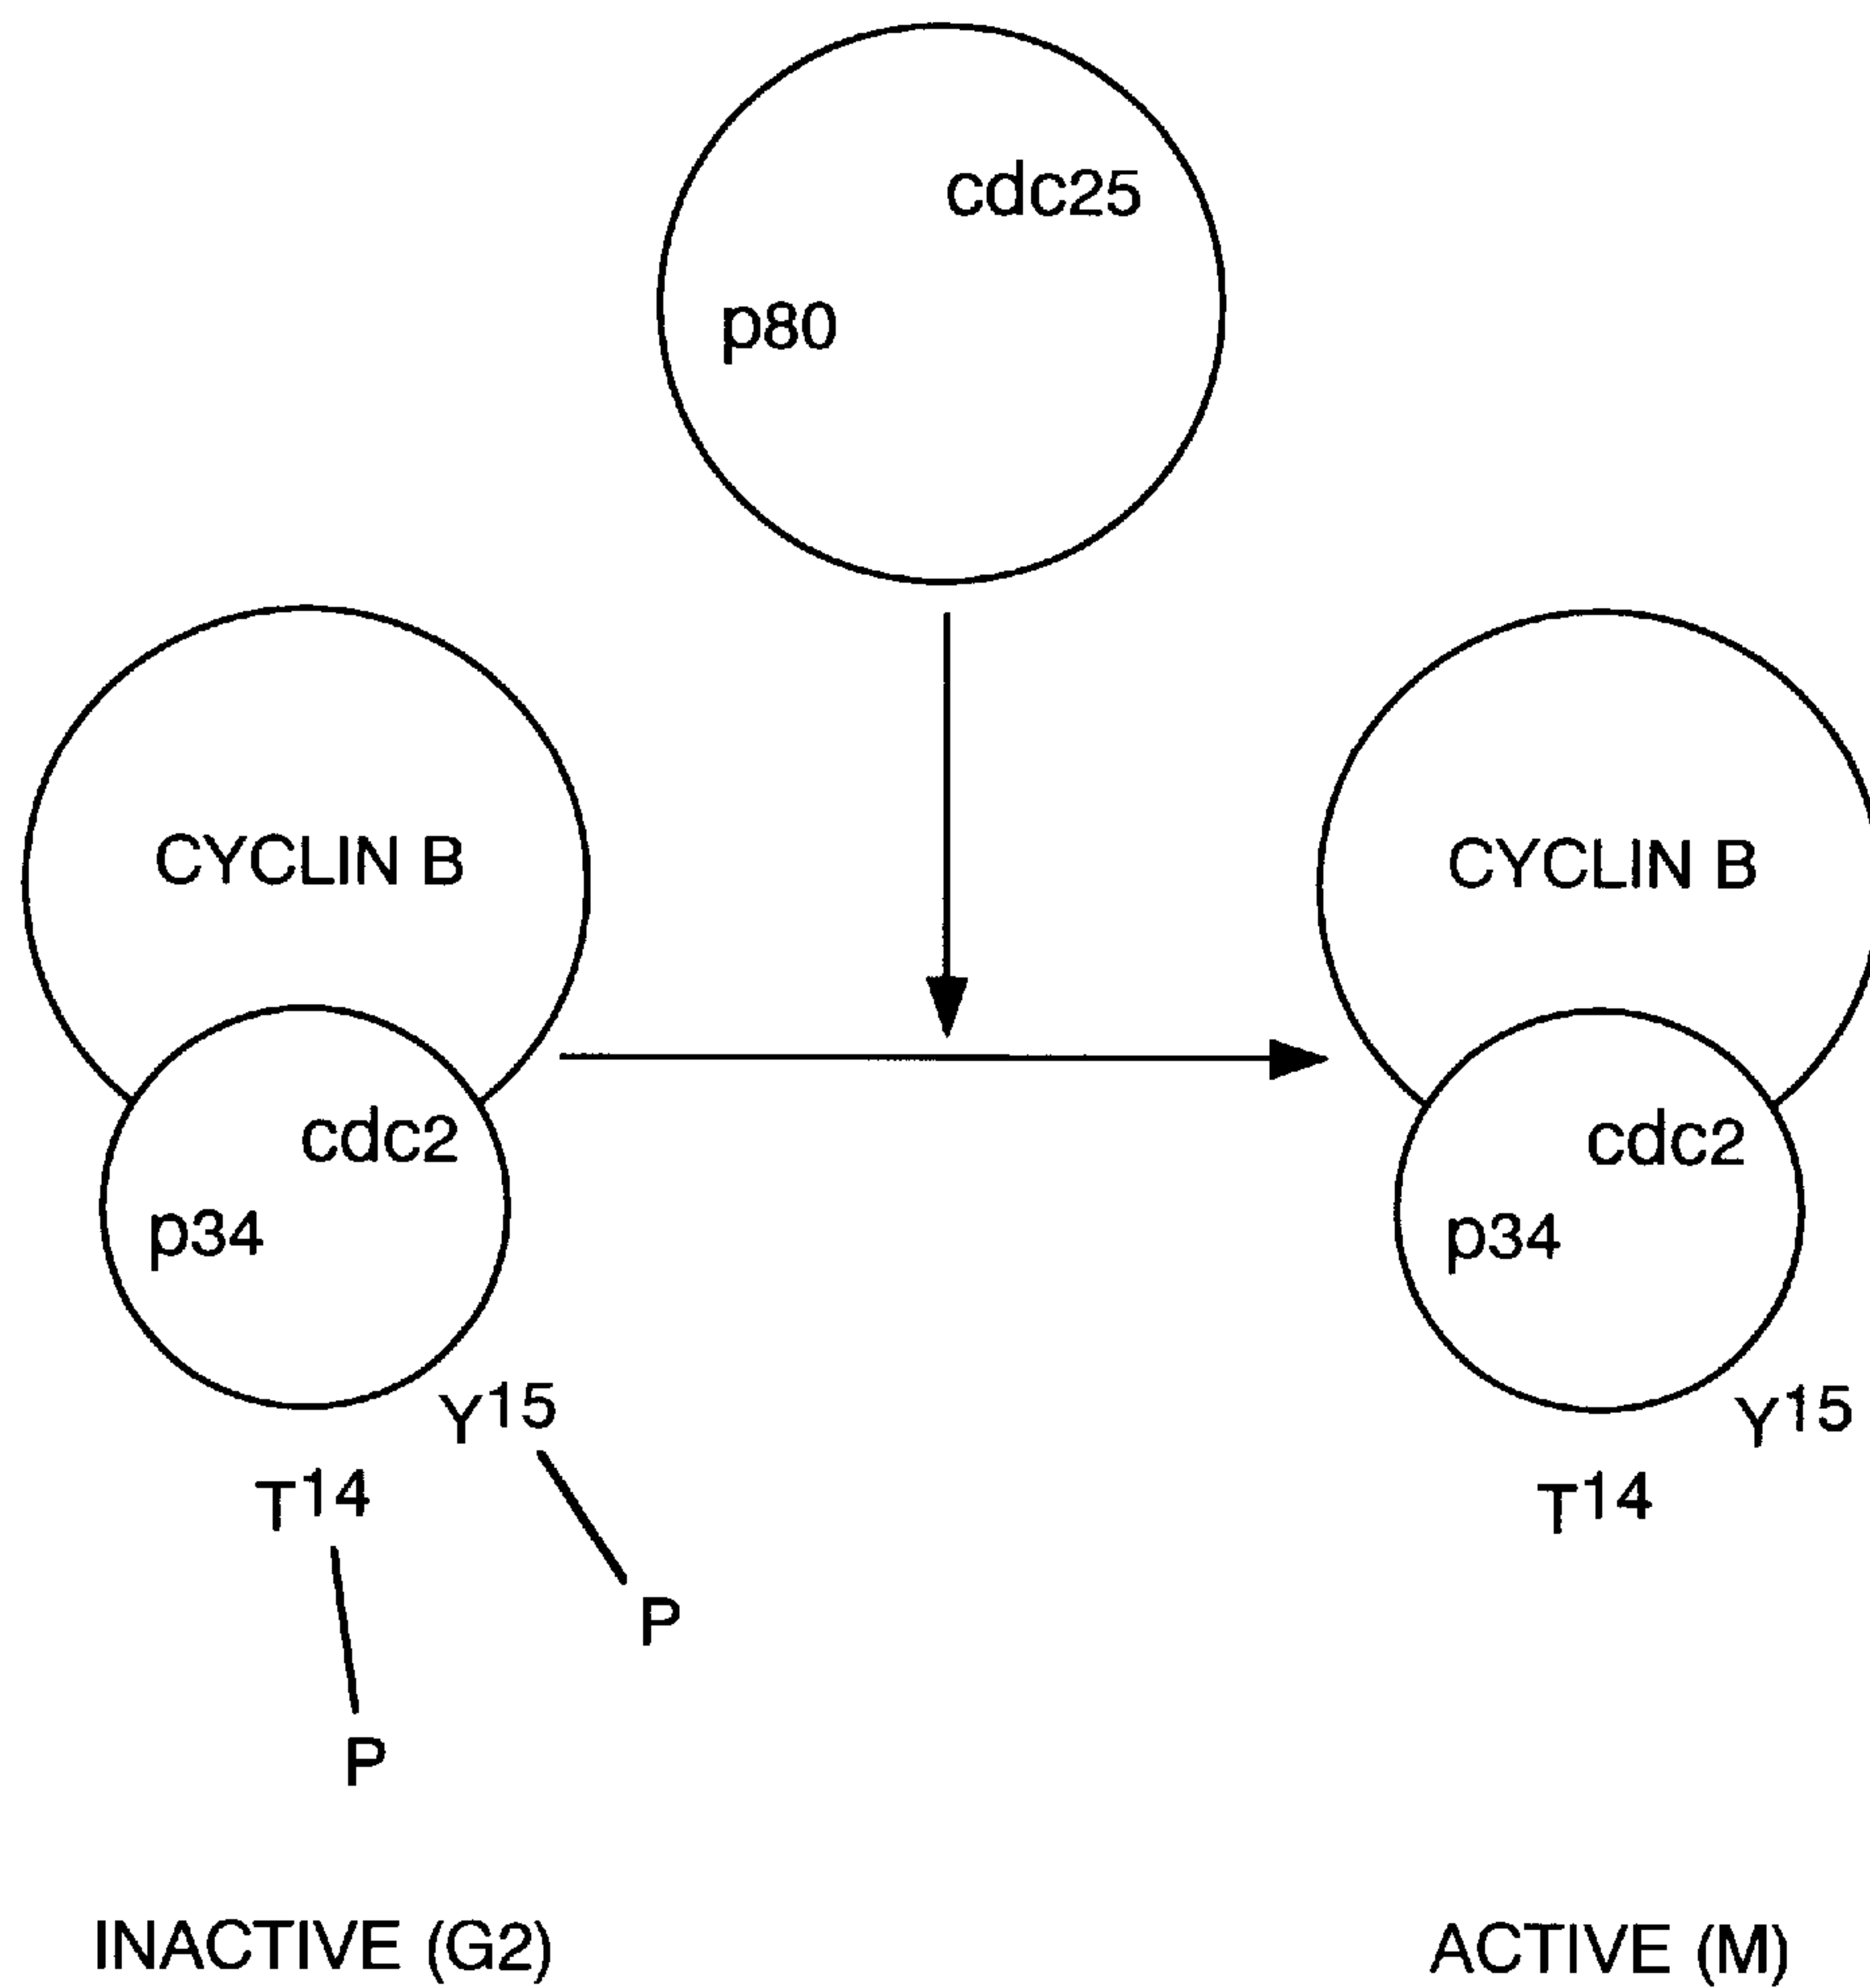 cdc25
p80
CYCLIN B
cdc2
p34
Y15
T14
P
P
CYCLIN B
cdc2
p34
Y15
T14
INACTIVE (G2)
ACTIVE (M)